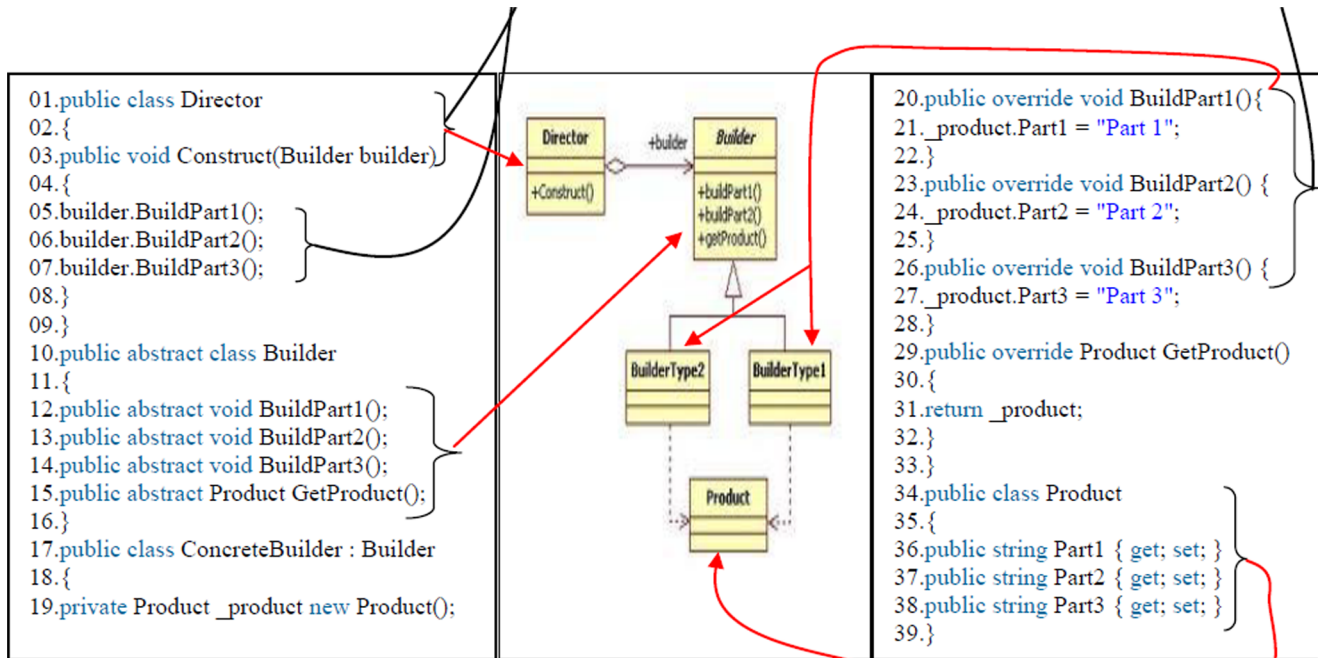 01.public class Director
02.{
03.public void Construct(Builder builder)
04.{
05.builder.BuildPart1();
06.builder.BuildPart2();
07.builder.BuildPart3();
08.}
09.}
10.public abstract class Builder
11.{
12.public abstract void BuildPart1();
13.public abstract void BuildPart2();
14.public abstract void BuildPart3();
15.public abstract Product GetProduct();
16.}
17.public class ConcreteBuilder : Builder
18.{
19.private Product _product new Product();
Director
+Construct()
+builder
Builder
+buildPart1()
+buildPart2()
+getProduct()
BuilderType2
BuilderType1
Product
20.public override void BuildPart1(){
21._product.Part1 = "Part 1";
22.}
23.public override void BuildPart2() {
24._product.Part2 = "Part 2";
25.}
26.public override void BuildPart3() {
27._product.Part3 = "Part 3";
28.}
29.public override Product GetProduct()
30.{
31.return _product;
32.}
33.}
34.public class Product
35.{
36.public string Part1 { get; set; }
37.public string Part2 { get; set; }
38.public string Part3 { get; set; }
39.}